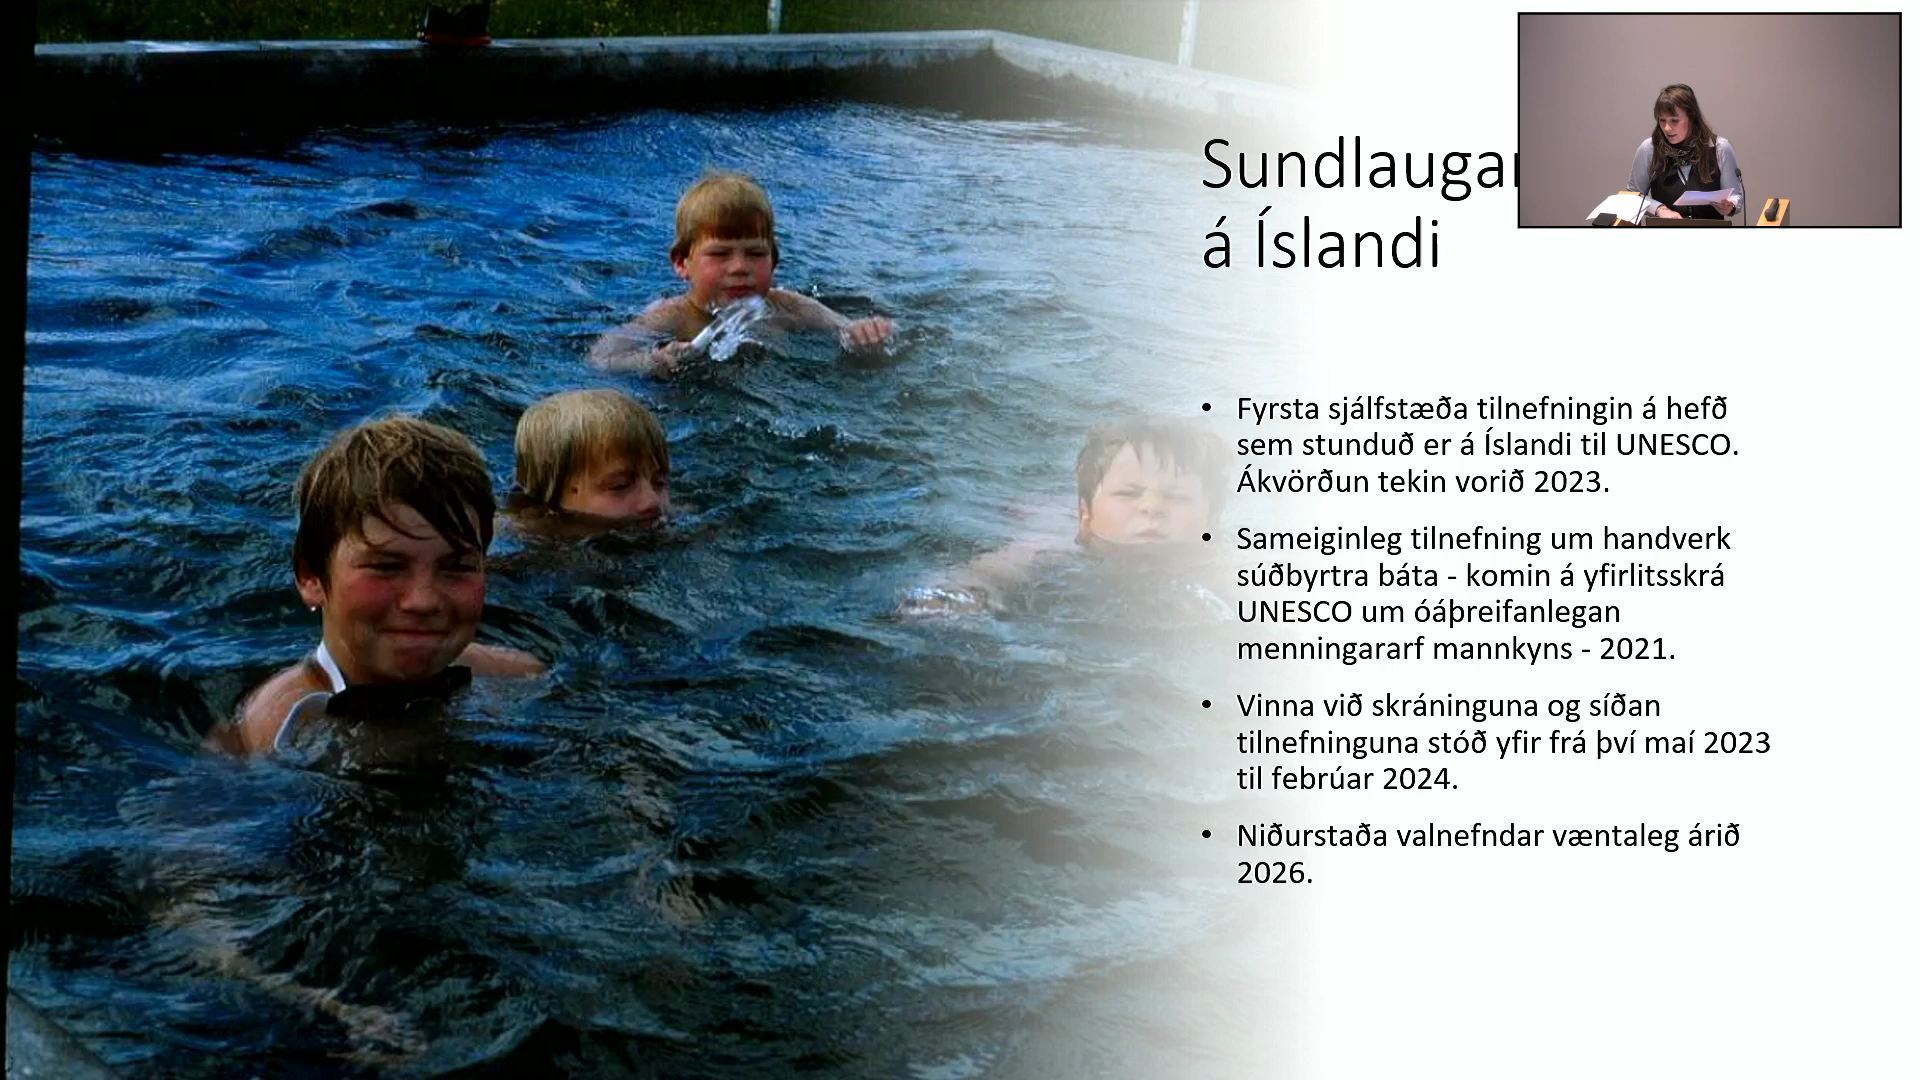 á Íslandi
• Fyrsta sjálfstæða tilnefningin á hefð
sem stunduð er á Íslandi til UNESCO.
Ákvörðun tekin vorið 2023.
• Sameiginleg tilnefning um handverk
súðbyrtra báta - komin á yfirlitsskrá
UNESCO um óáþreifanlegan
menningararf mannkyns - 2021.
• Vinna við skráninguna og síðan
tilnefninguna stóð yfir frá því maí 2023
til febrúar 2024.
• Niðurstaða valnefndar væntaleg árið
2026.